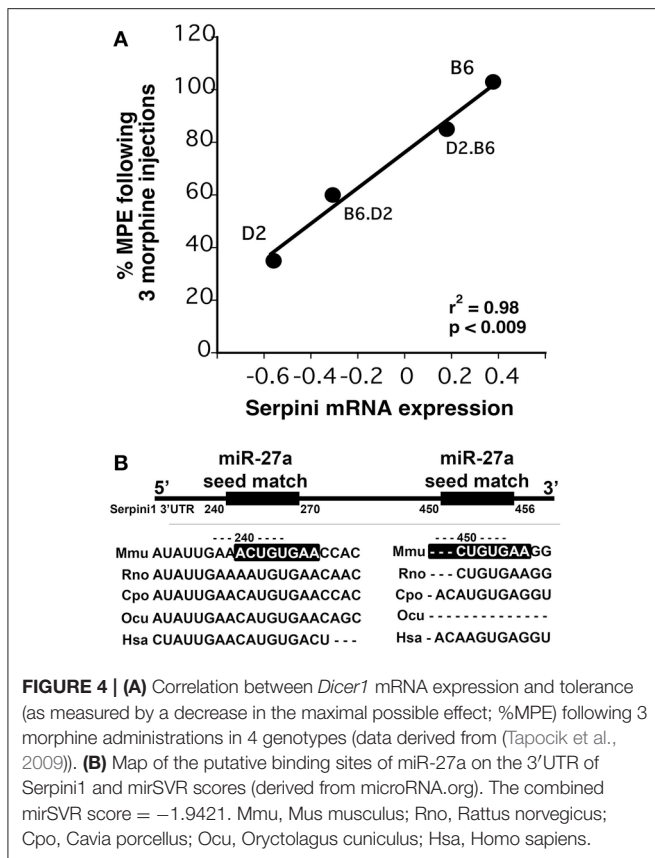 A
120
100
80
60
40
20
0
% MPE following
3 morphine injections
B6
D2.B6
B6.D2
D2
r² = 0.98
p < 0.009
-0.6 -0.4 -0.2 0 0.2 0.4
Serpini mRNA expression
B
miR-27a seed match
miR-27a seed match
5’ 3’
Serpini1 3’UTR 240 270 450 456
- - - 240 - - - -
Mmu AUAUUGAAACUGUGAACCAC
Rno AUAUUGAAAAUGUGAACAAC
Cpo AUAUUGAACAUGUGAACCAC
Ocu AUAUUGAACAUGUGAACAGC
Hsa CUAUUGAACAUGUGACU - - -
- - 450 - - - -
Mmu - - - CUGUGAAGG
Rno - - - CUGUGAAGG
Cpo - ACAUGUGAGGU
Ocu - - - - - - - - - - - - - -
Hsa - ACAAGUGAGGU
FIGURE 4 | (A) Correlation between Dicer1 mRNA expression and tolerance
(as measured by a decrease in the maximal possible effect; %MPE) following 3
morphine administrations in 4 genotypes (data derived from (Tapocik et al.,
2009)). (B) Map of the putative binding sites of miR-27a on the 3′UTR of
Serpini1 and mirSVR scores (derived from microRNA.org). The combined
mirSVR score = −1.9421. Mmu, Mus musculus; Rno, Rattus norvegicus;
Cpo, Cavia porcellus; Ocu, Oryctolagus cuniculus; Hsa, Homo sapiens.